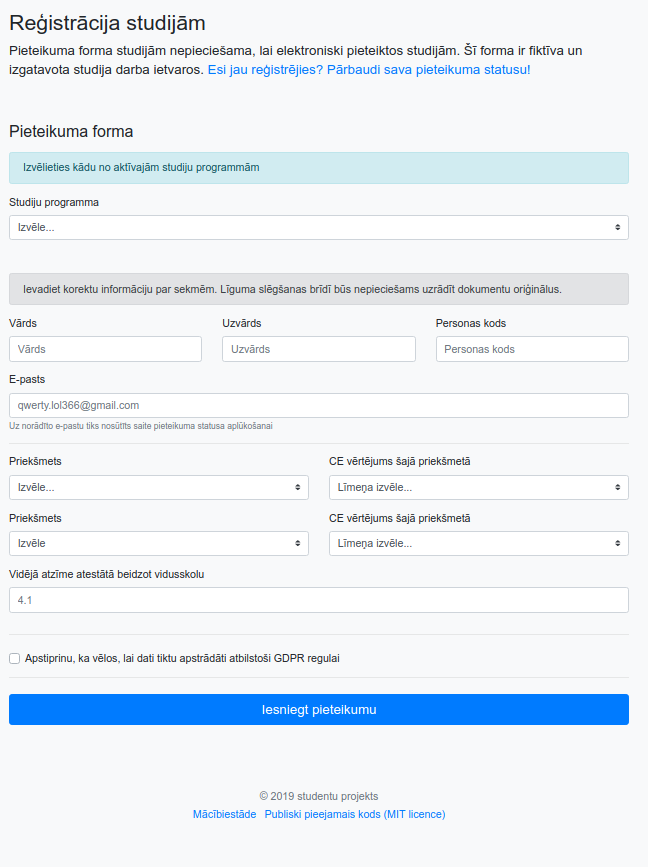 Reģistrācija studijām
Pieteikuma forma studijām nepieciešama, lai elektroniski pieteiktos studijām. Šī forma ir fiktīva un
izgatavota studija darba ietvaros. Esi jau reģistrējies? Pārbaudi sava pieteikuma statusu!
Pieteikuma forma
Izvēlieties kādu no aktīvajām studiju programmām
Studiju programma
Izvēle...
Ievadiet korektu informāciju par sekmēm. Līguma slēgšanas brīdī būs nepieciešams uzrādīt dokumentu oriģinālus.
Vārds Uzvārds Personas kods
Vārds Uzvārds Personas kods
E-pasts
qwerty.lol366@gmail.com
Uz norādīto e-pastu tiks nosūtīts saite pieteikuma statusa aplūkošanai
Priekšmets CE vērtējums šajā priekšmetā
Izvēle... Līmeņa izvēle...
Priekšmets CE vērtējums šajā priekšmetā
Izvēle Līmeņa izvēle...
Vidējā atzīme atestātā beidzot vidusskolu
4.1
Apstiprinu, ka vēlos, lai dati tiktu apstrādāti atbilstoši GDPR regulai
Iesniegt pieteikumu
© 2019 studentu projekts
Mācībiestāde Publiski pieejamais kods (MIT licence)